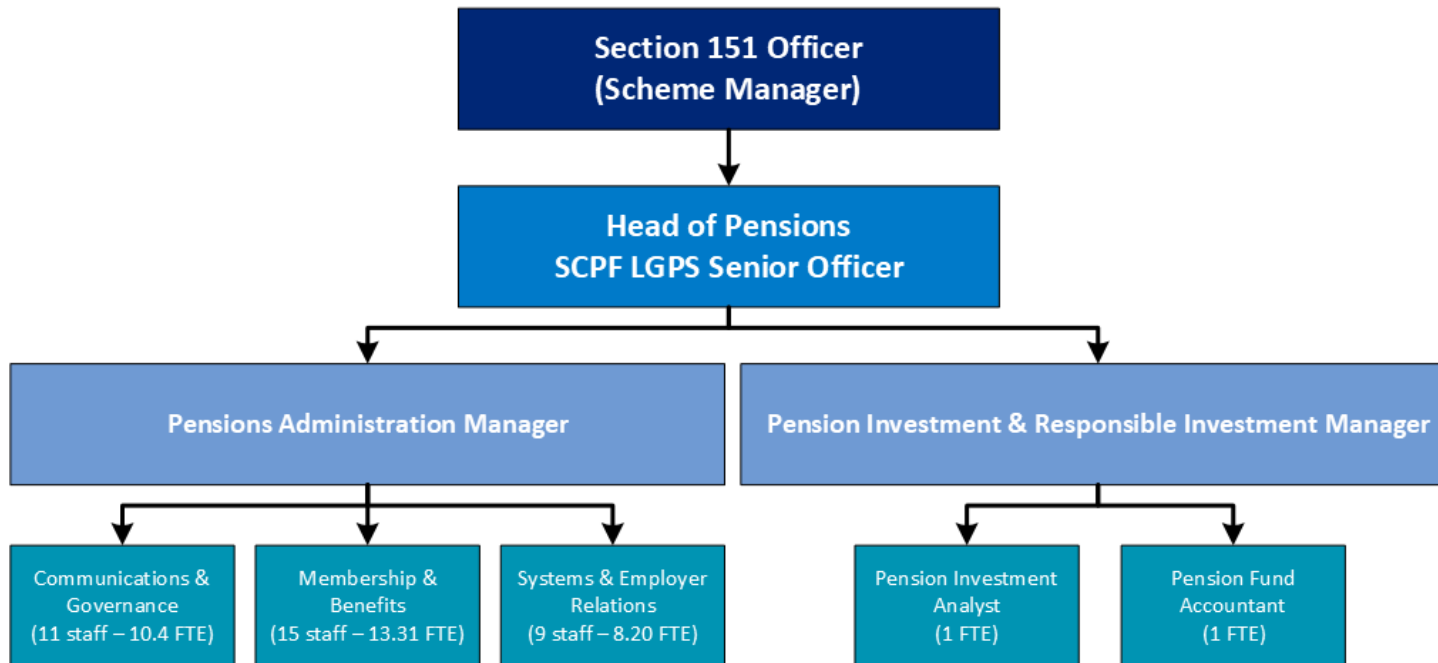 Section 151 Officer
(Scheme Manager)
Head of Pensions
SCPF LGPS Senior Officer
Pensions Administration Manager
Pension Investment & Responsible Investment Manager
Communications &
Governance
(11 staff – 10.4 FTE)
Membership &
Benefits
(15 staff – 13.31 FTE)
Systems & Employer
Relations
(9 staff – 8.20 FTE)
Pension Investment
Analyst
(1 FTE)
Pension Fund
Accountant
(1 FTE)